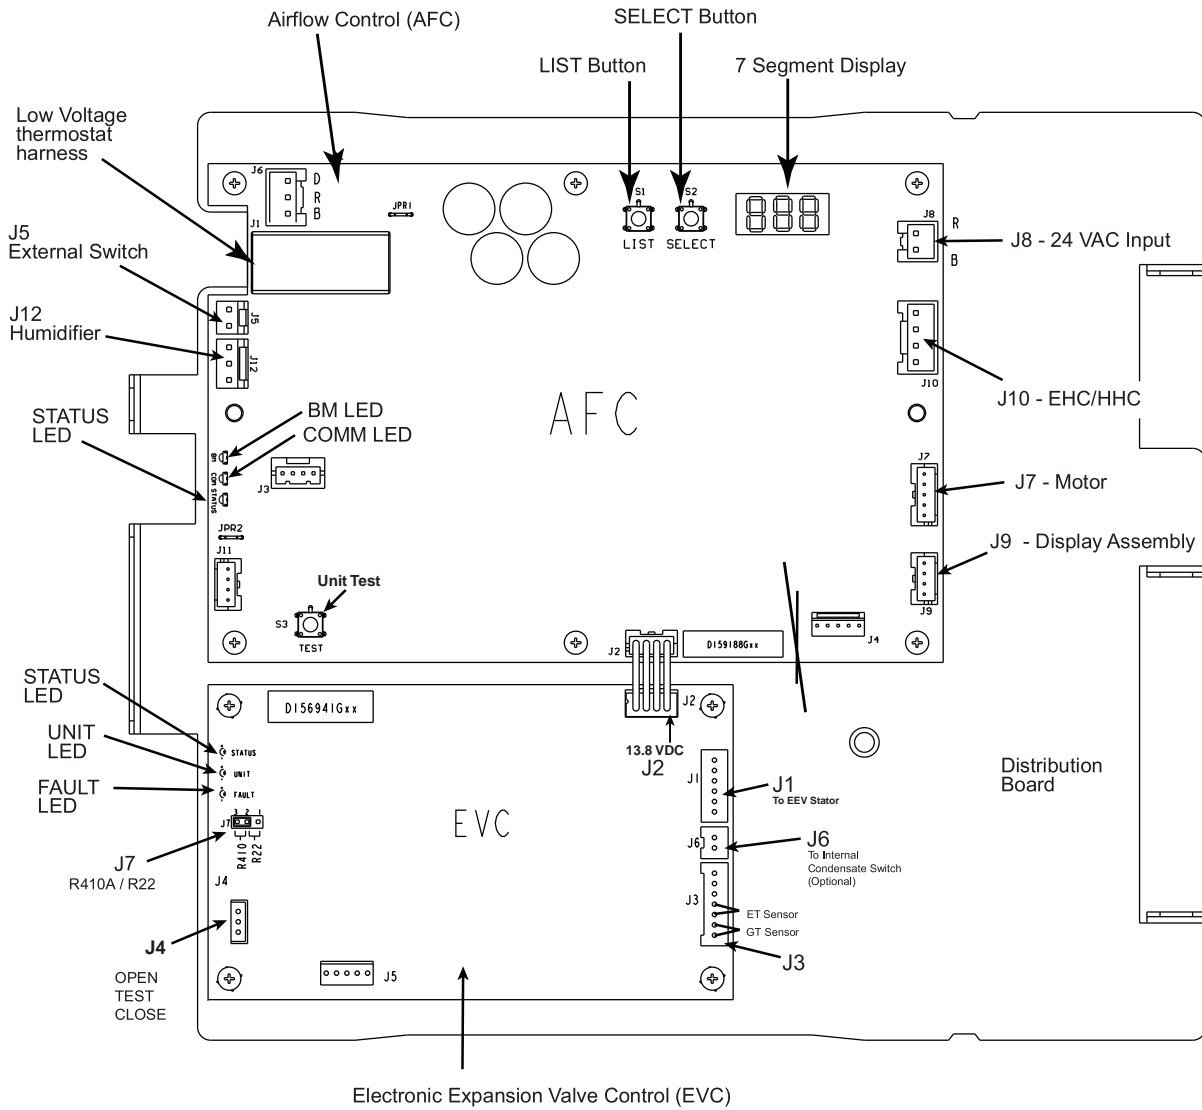 Airflow Control (AFC)
SELECT Button
LIST Button
7 Segment Display
Low Voltage
thermostat
harness
J6
D
R
B
J1
JPR1
S1
S2
LIST
SELECT
J8
R
B
J8 - 24 VAC Input
J5
External Switch
J5
J12
Humidifier
J12
J10
J10 - EHC/HHC
AFC
STATUS
LED
BM LED
COMM LED
BM
COM
STATUS
J3
J7
J7 - Motor
JPR2
J11
J9 - Display Assembly
J9
Unit Test
S3
TEST
J2
D159188Gxx
J4
STATUS
LED
UNIT
LED
FAULT
LED
D156941Gxx
J2
13.8 VDC
J2
STATUS
UNIT
FAULT
J1
J1
To EEV Stator
Distribution
Board
EVC
3 2 1
J7
R410
R22
J7
R410A / R22
J6
J6
To Internal
Condensate Switch
(Optional)
J4
J4
OPEN
TEST
CLOSE
J3
ET Sensor
GT Sensor
J3
J5
Electronic Expansion Valve Control (EVC)